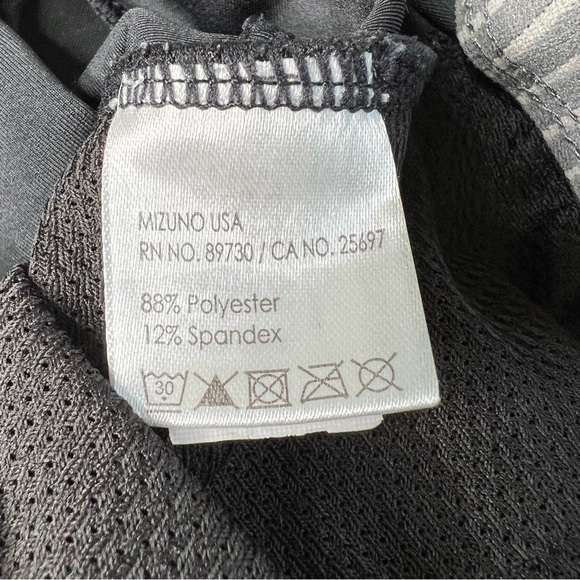 MIZUNO USA
RN NO. 89730 / CA NO. 25697
88% Polyester
12% Spandex
30